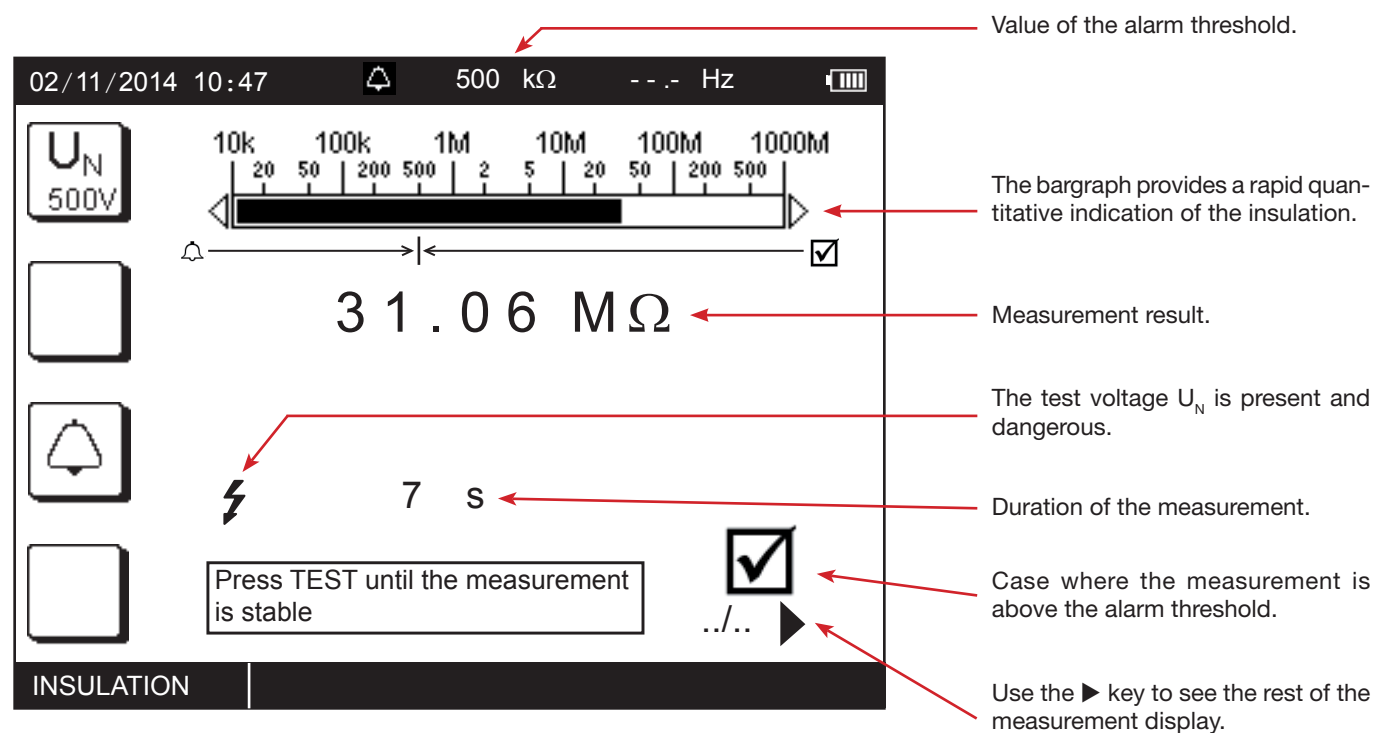 Value of the alarm threshold.
02/11/2014 10:47 500 kΩ - - .- Hz
U_N
500V
10k 100k 1M 10M 100M 1000M
20 50 200 500 2 5 20 50 200 500
The bargraph provides a rapid quan-
titative indication of the insulation.
31.06 MΩ
Measurement result.
The test voltage U_N is present and
dangerous.
7 s
Duration of the measurement.
Press TEST until the measurement
is stable
../.. ▶
Case where the measurement is
above the alarm threshold.
INSULATION
Use the ▶ key to see the rest of the
measurement display.